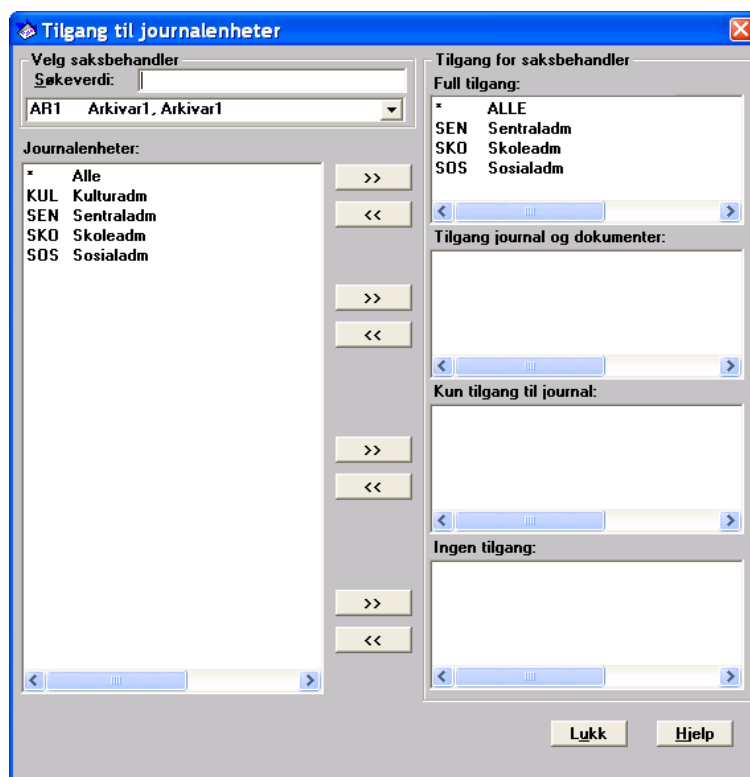 Tilgang til journalenheter
Velg saksbehandler
Søkeverdi:
AR1 Arkivar1, Arkivar1
Journalenheter:
* Alle
KUL Kulturadm
SEN Sentraladm
SKO Skoleadm
SOS Sosialadm
>>
<<
>>
<<
>>
<<
>>
<<
Tilgang for saksbehandler
Full tilgang:
* ALLE
SEN Sentraladm
SKO Skoleadm
SOS Sosialadm
Tilgang journal og dokumenter:
Kun tilgang til journal:
Ingen tilgang:
Lukk
Hjelp